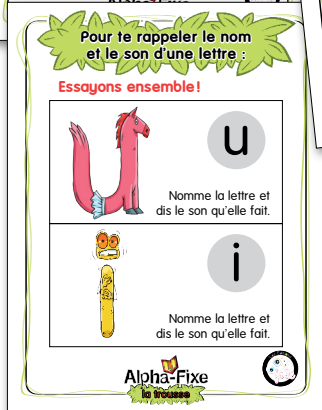 Pour te rappeler le nom
et le son d'une lettre :
Essayons ensemble!
u
Nomme la lettre et
dis le son qu'elle fait.
i
Nomme la lettre et
dis le son qu'elle fait.
Alpha-Fixe
la trousse